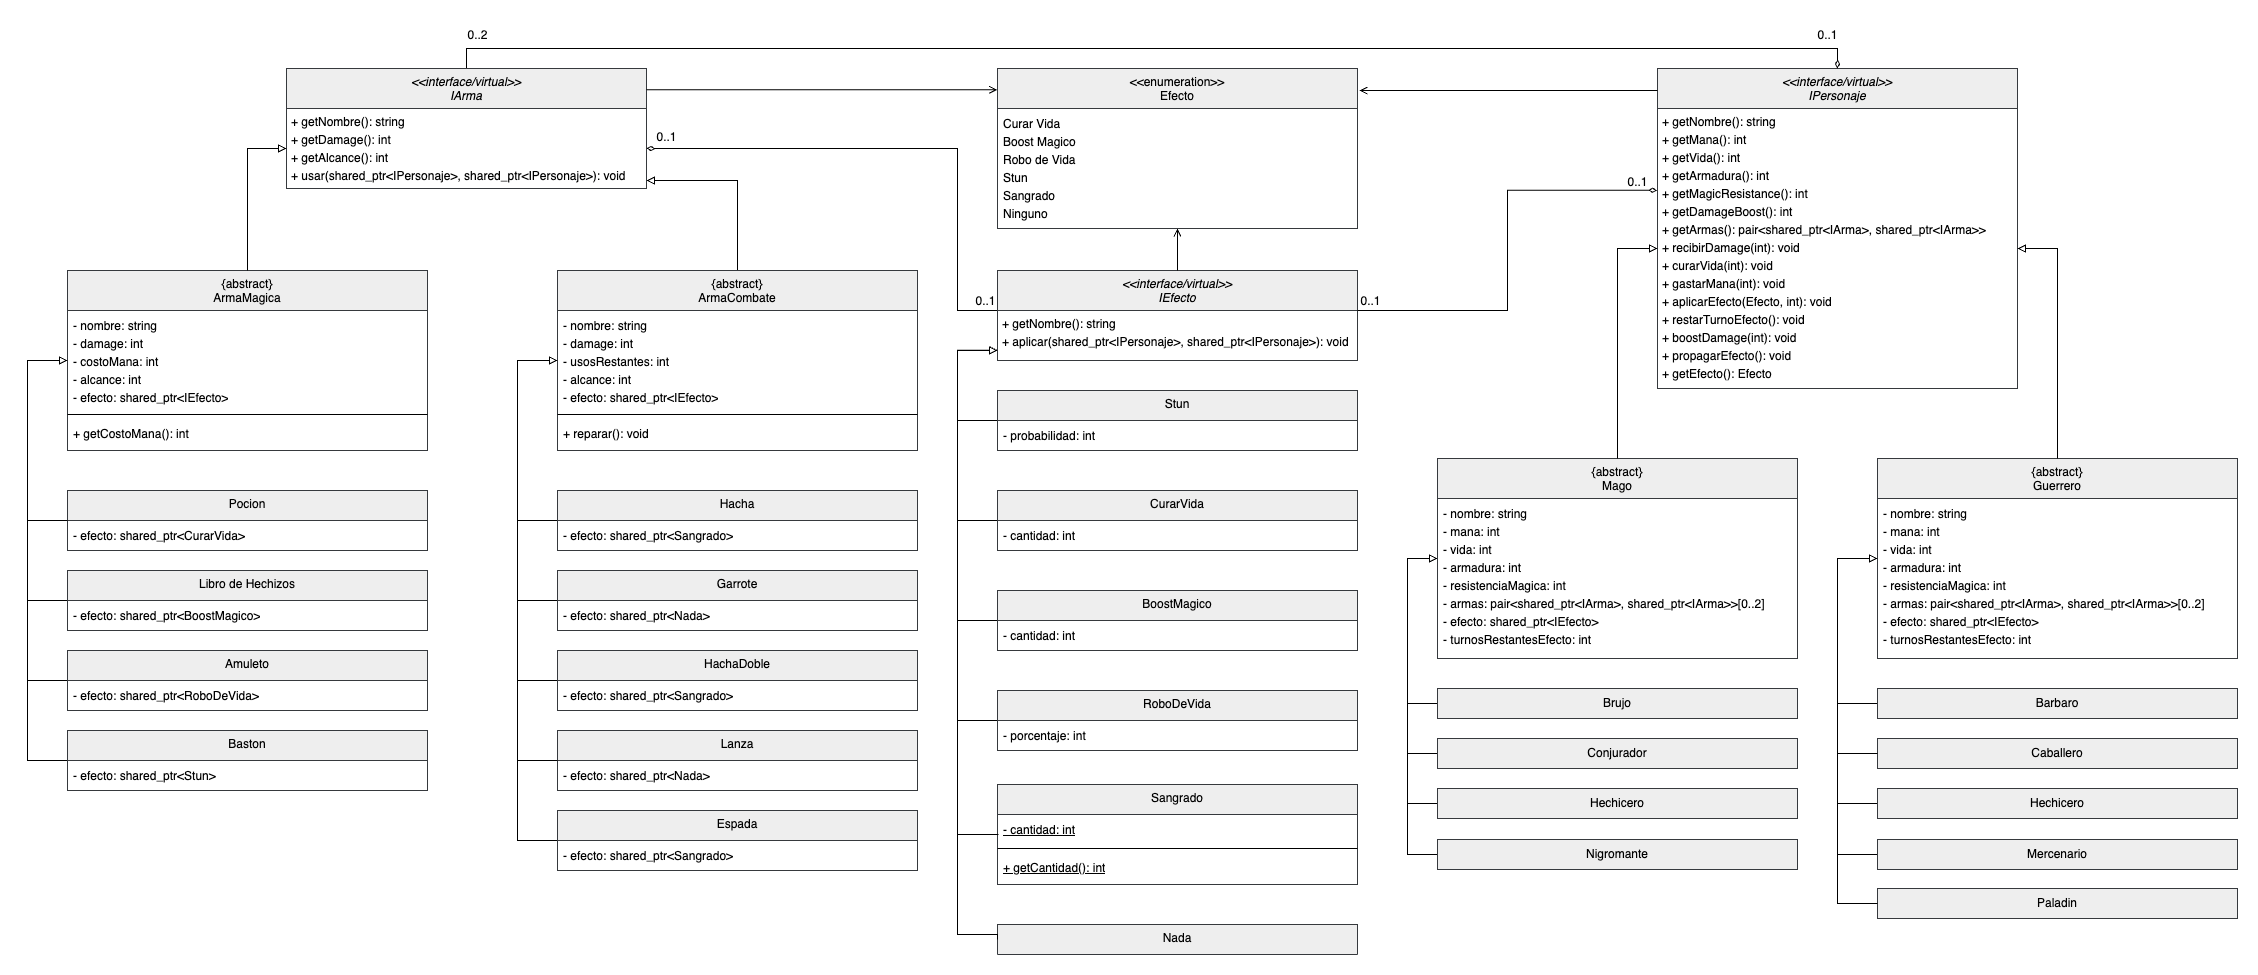 0..2
0..1
<<interface/virtual>>
IArma
+ getNombre(): string
+ getDamage(): int
+ getAlcance(): int
+ usar(shared_ptr<IPersonaje>, shared_ptr<IPersonaje>): void
0..1
<<enumeration>>
Efecto
Curar Vida
Boost Magico
Robo de Vida
Stun
Sangrado
Ninguno
<<interface/virtual>>
IPersonaje
+ getNombre(): string
+ getMana(): int
+ getVida(): int
+ getArmadura(): int
+ getMagicResistance(): int
+ getDamageBoost(): int
+ getArmas(): pair<shared_ptr<IArma>, shared_ptr<IArma>>
+ recibirDamage(int): void
+ curarVida(int): void
+ gastarMana(int): void
+ aplicarEfecto(Efecto, int): void
+ restarTurnoEfecto(): void
+ boostDamage(int): void
+ propagarEfecto(): void
+ getEfecto(): Efecto
0..1
{abstract}
ArmaMagica
- nombre: string
- damage: int
- costoMana: int
- alcance: int
- efecto: shared_ptr<IEfecto>
+ getCostoMana(): int
Pocion
- efecto: shared_ptr<CurarVida>
Libro de Hechizos
- efecto: shared_ptr<BoostMagico>
Amuleto
- efecto: shared_ptr<RoboDeVida>
Baston
- efecto: shared_ptr<Stun>
{abstract}
ArmaCombate
- nombre: string
- damage: int
- usosRestantes: int
- alcance: int
- efecto: shared_ptr<IEfecto>
+ reparar(): void
Hacha
- efecto: shared_ptr<Sangrado>
Garrote
- efecto: shared_ptr<Nada>
HachaDoble
- efecto: shared_ptr<Sangrado>
Lanza
- efecto: shared_ptr<Nada>
Espada
- efecto: shared_ptr<Sangrado>
0..1
<<interface/virtual>>
IEfecto
0..1
+ getNombre(): string
+ aplicar(shared_ptr<IPersonaje>, shared_ptr<IPersonaje>): void
Stun
- probabilidad: int
CurarVida
- cantidad: int
BoostMagico
- cantidad: int
RoboDeVida
- porcentaje: int
Sangrado
- cantidad: int
+ getCantidad(): int
Nada
{abstract}
Mago
- nombre: string
- mana: int
- vida: int
- armadura: int
- resistenciaMagica: int
- armas: pair<shared_ptr<IArma>, shared_ptr<IArma>>[0..2]
- efecto: shared_ptr<IEfecto>
- turnosRestantesEfecto: int
Brujo
Conjurador
Hechicero
Nigromante
{abstract}
Guerrero
- nombre: string
- mana: int
- vida: int
- armadura: int
- resistenciaMagica: int
- armas: pair<shared_ptr<IArma>, shared_ptr<IArma>>[0..2]
- efecto: shared_ptr<IEfecto>
- turnosRestantesEfecto: int
Barbaro
Caballero
Hechicero
Mercenario
Paladin